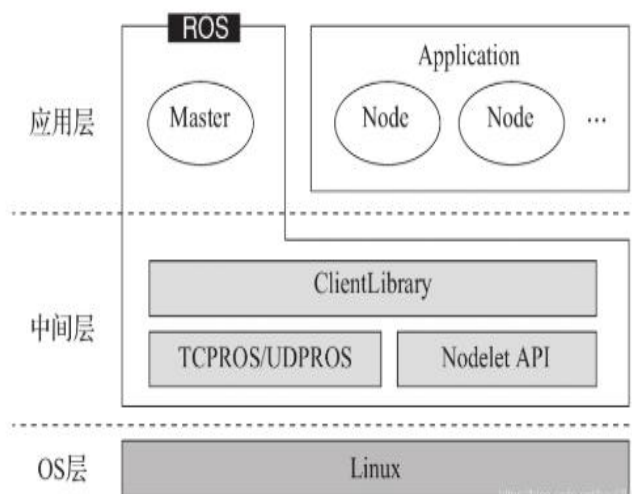 ROS
Application
应用层
Master
Node
Node
...
ClientLibrary
中间层
TCPROS/UDPROS
Nodelet API
OS层
Linux